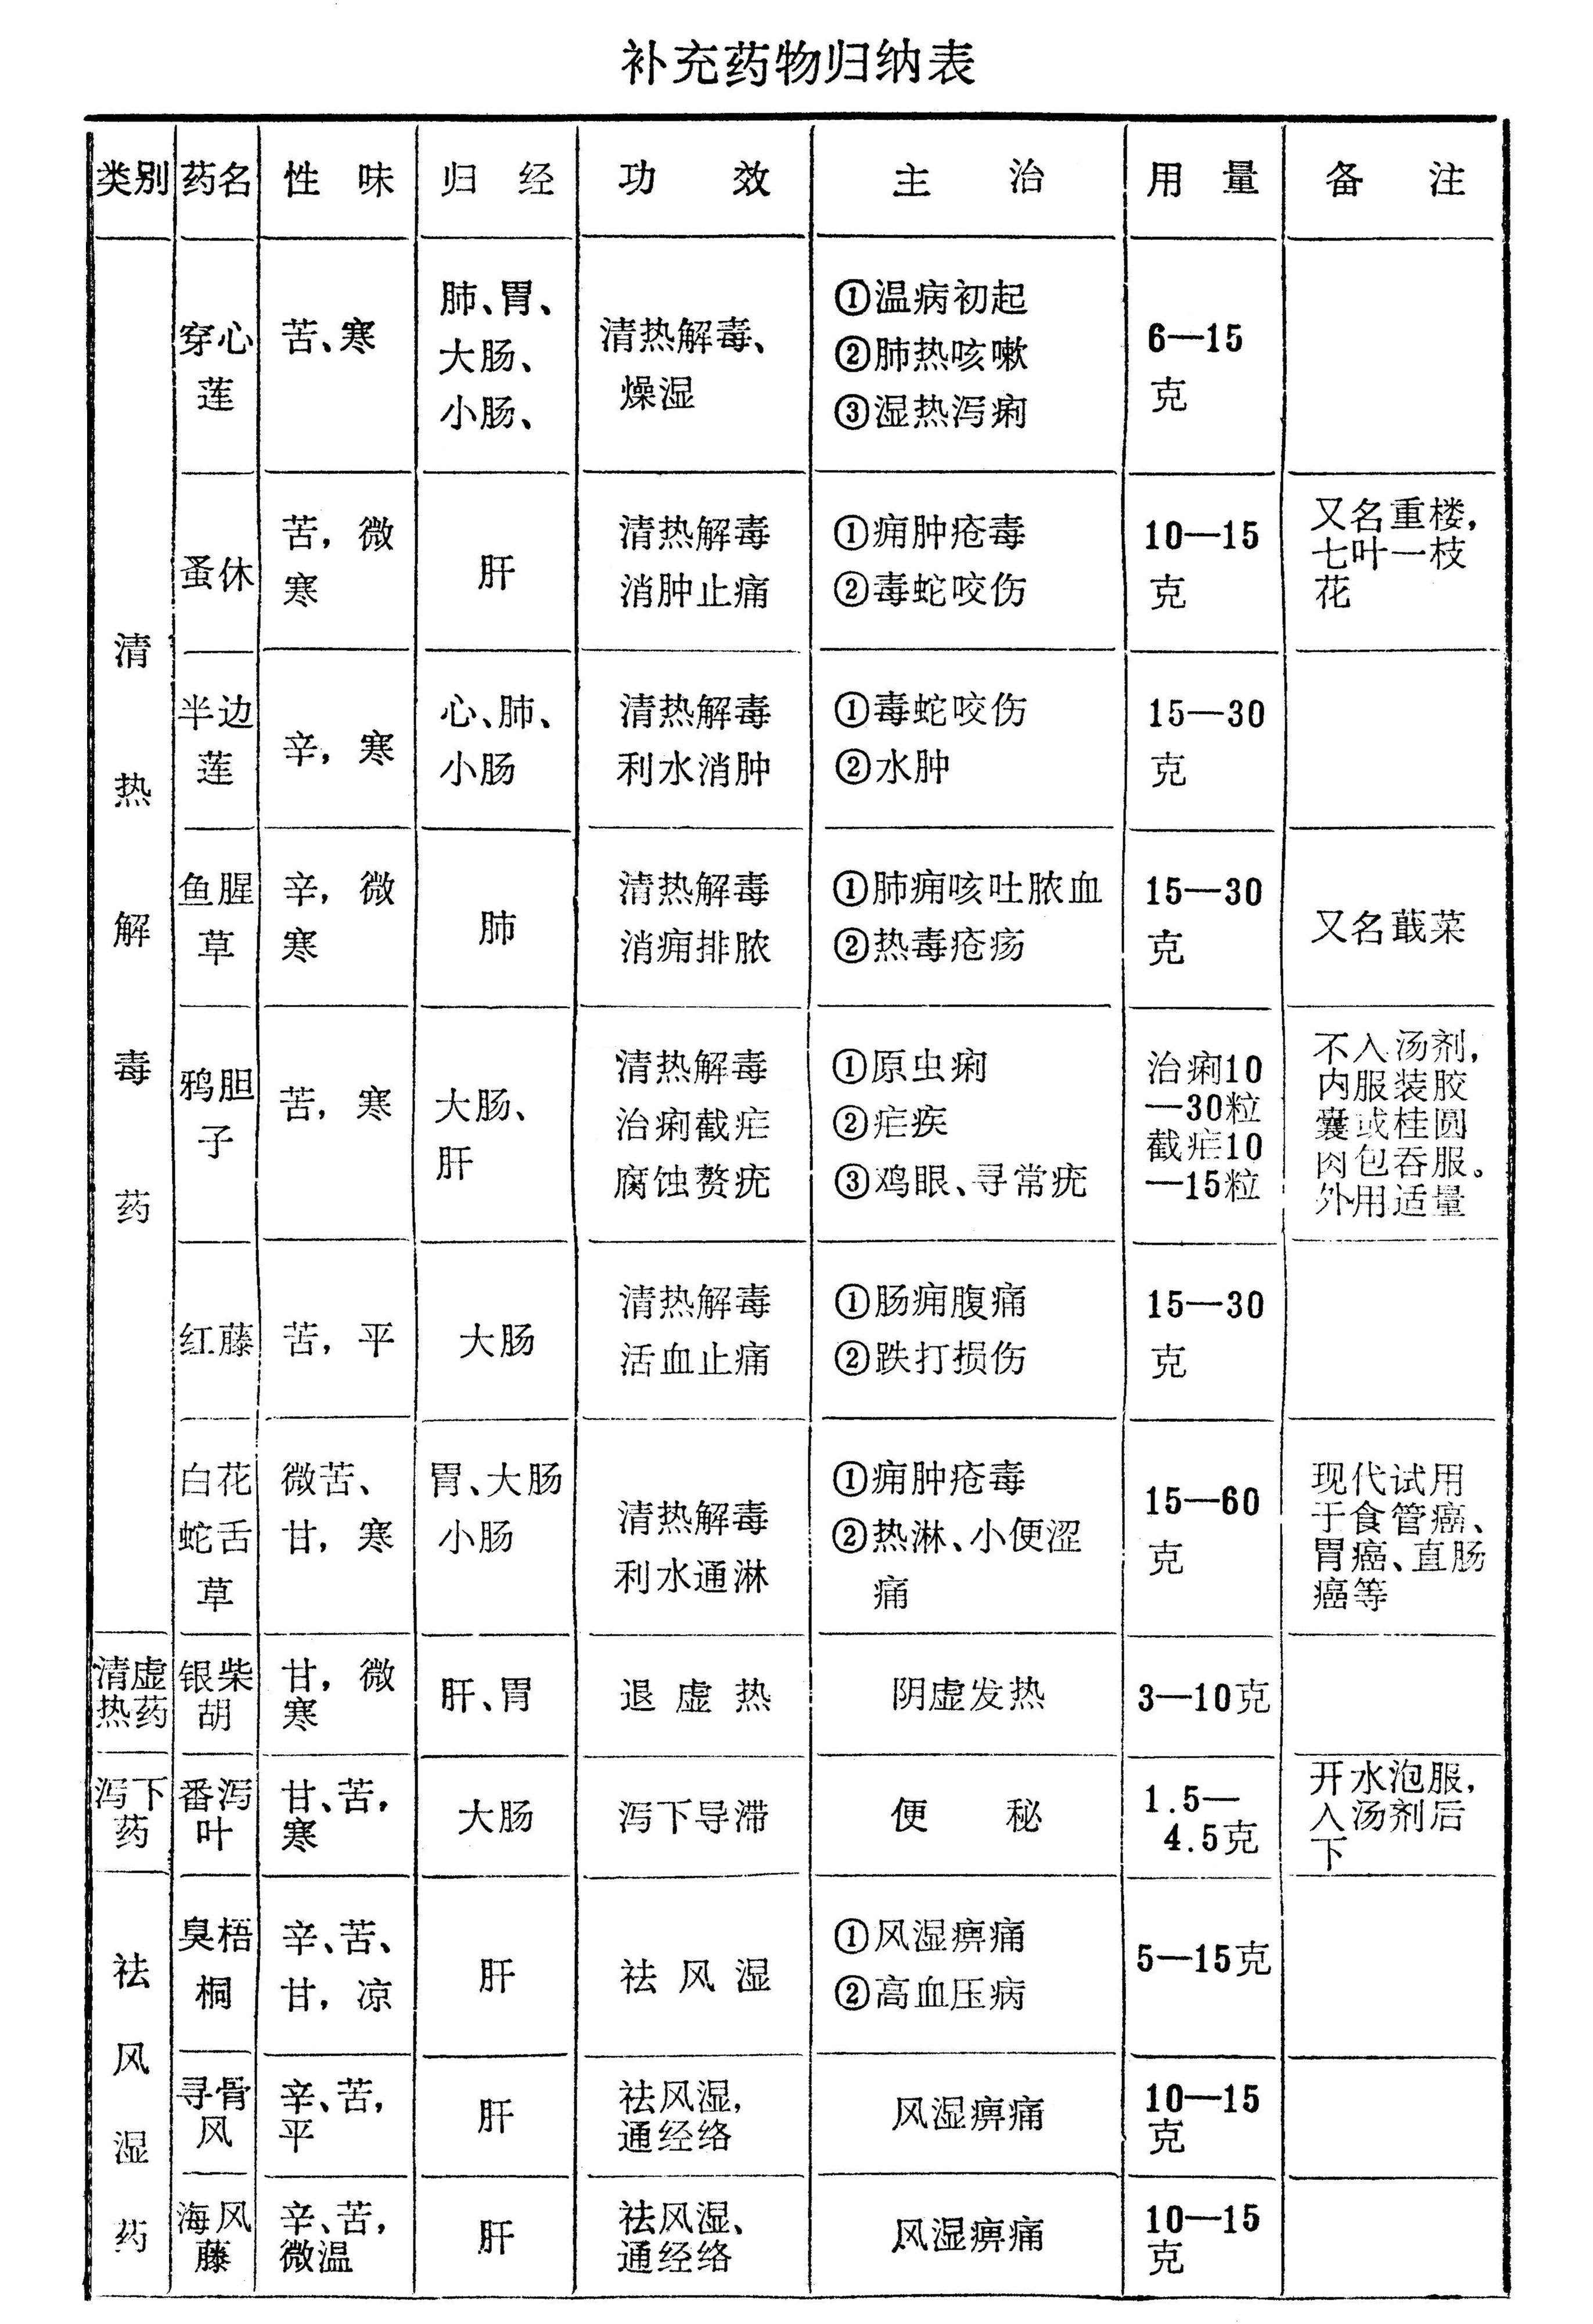 补充药物归纳表
类别 药名 性味 归经 功效 主治 用量 备注
清热解毒药
穿心
莲
苦、寒
肺、胃、
大肠、
小肠、
清热解毒、
燥湿
①温病初起
②肺热咳嗽
③湿热泻痢
6—15
克
蚤休
苦，微
寒
肝
清热解毒
消肿止痛
①痈肿疮毒
②毒蛇咬伤
10—15
克
又名重楼，
七叶一枝
花
半边
莲
辛，寒
心、肺、
小肠
清热解毒
利水消肿
①毒蛇咬伤
②水肿
15—30
克
鱼腥
草
辛，微
寒
肺
清热解毒
消痈排脓
①肺痈咳吐脓血
②热毒疮疡
15—30
克
又名蕺菜
鸦胆
子
苦，寒
大肠、
肝
清热解毒
治痢截疟
腐蚀赘疣
①原虫痢
②疟疾
③鸡眼、寻常疣
治痢10
—30粒
截疟10
—15粒
不入汤剂，
内服装胶
囊或桂圆
肉包吞服。
外用适量
红藤
苦，平
大肠
清热解毒
活血止痛
①肠痈腹痛
②跌打损伤
15—30
克
白花
蛇舌
草
微苦、
甘，寒
胃、大肠
小肠
清热解毒
利水通淋
①痈肿疮毒
②热淋、小便涩
痛
15—60
克
现代试用
于食管癌、
胃癌、直肠
癌等
清虚
热药
银柴
胡
甘，微
寒
肝、胃
退虚热
阴虚发热
3—10克
泻下
药
番泻
叶
甘、苦，
寒
大肠
泻下导滞
便秘
1.5—
4.5克
开水泡服，
入汤剂后
下
祛风湿药
臭梧
桐
辛、苦、
甘，凉
肝
祛风湿
①风湿痹痛
②高血压病
5—15克
寻骨
风
辛、苦，
平
肝
祛风湿，
通经络
风湿痹痛
10—15
克
海风
藤
辛、苦，
微温
肝
祛风湿、
通经络
风湿痹痛
10—15
克